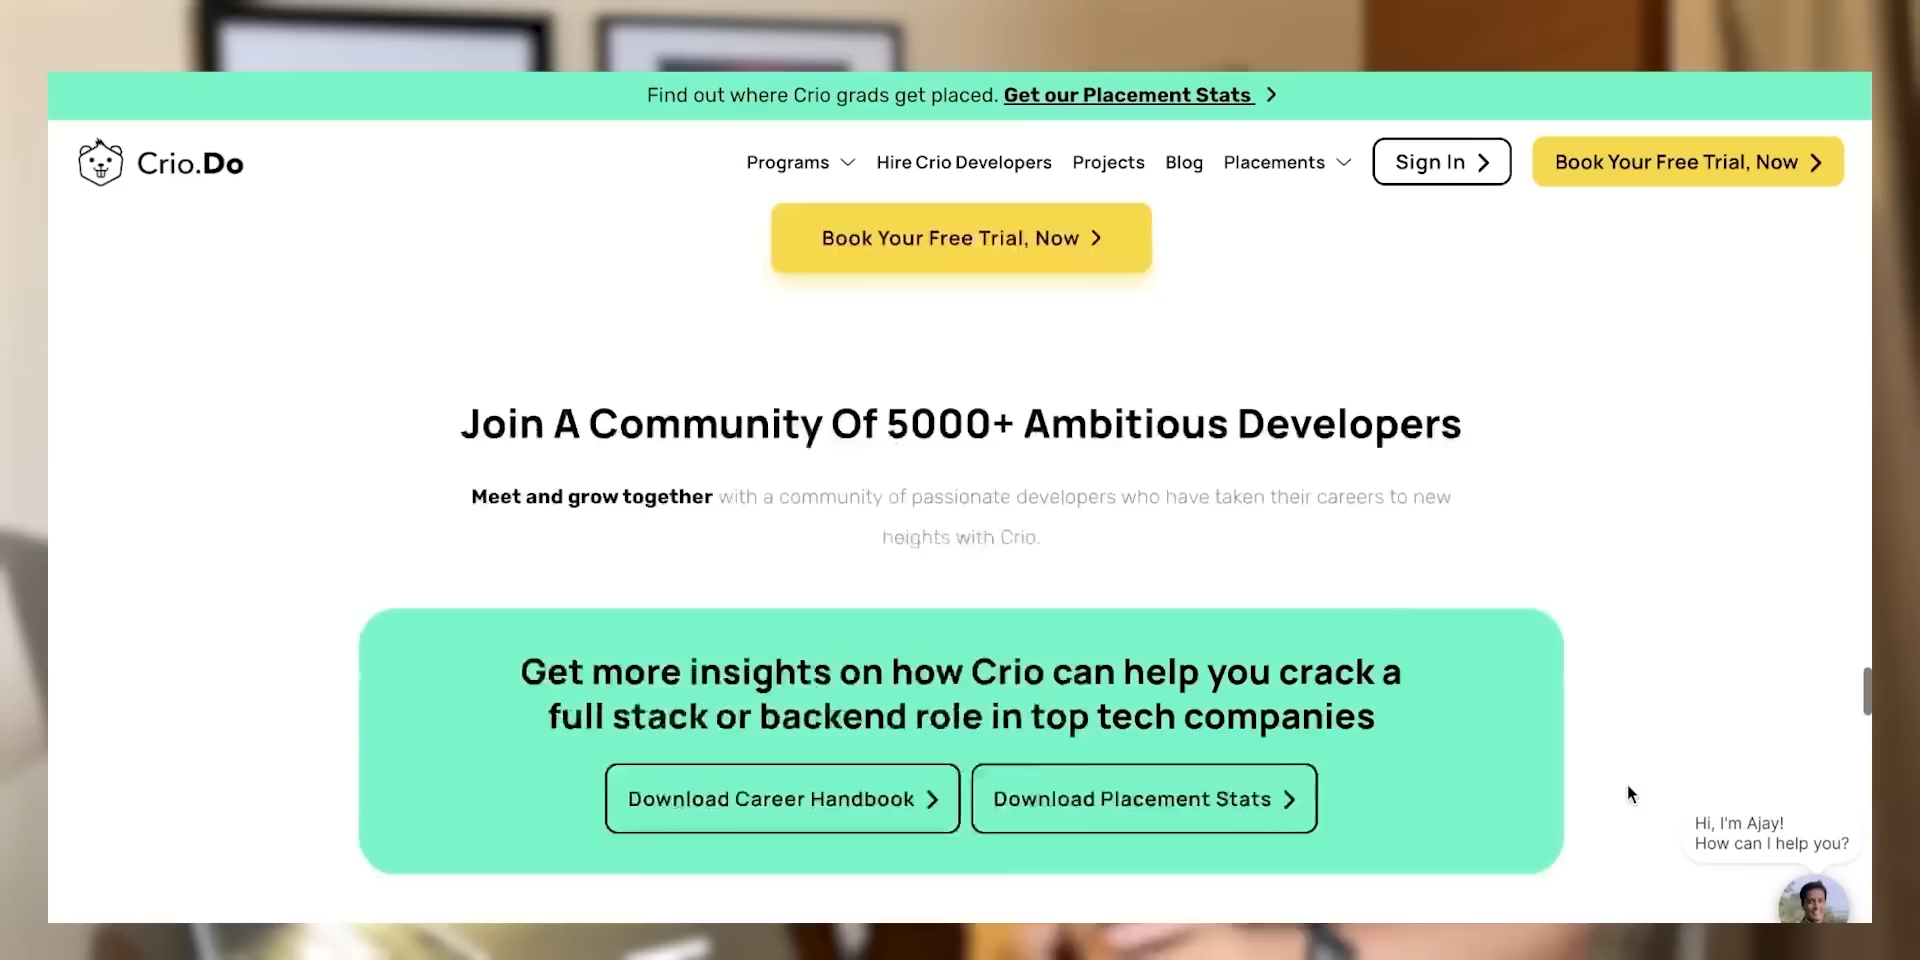 Find out where Crio grads get placed. Get our Placement Stats
Crio.Do
Programs
Hire Crio Developers
Projects
Blog
Placements
Sign In
Book Your Free Trial, Now
Book Your Free Trial, Now
Join A Community Of 5000+ Ambitious Developers
Meet and grow together with a community of passionate developers who have taken their careers to new
heights with Crio.
Get more insights on how Crio can help you crack a
full stack or backend role in top tech companies
Download Career Handbook
Download Placement Stats
Hi, I'm Ajay!
How can I help you?